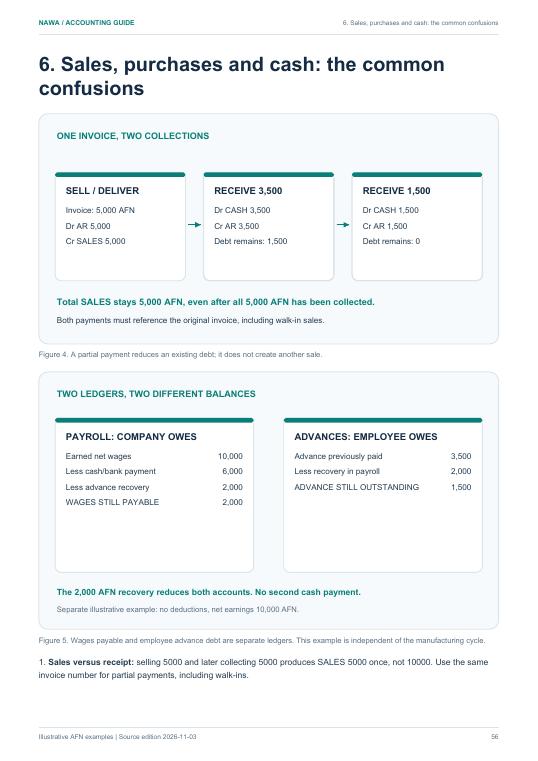 NAWA / ACCOUNTING GUIDE
6. Sales, purchases and cash: the common confusions
6. Sales, purchases and cash: the common
confusions
ONE INVOICE, TWO COLLECTIONS
SELL / DELIVER
Invoice: 5,000 AFN
Dr AR 5,000
Cr SALES 5,000
RECEIVE 3,500
Dr CASH 3,500
Cr AR 3,500
Debt remains: 1,500
RECEIVE 1,500
Dr CASH 1,500
Cr AR 1,500
Debt remains: 0
Total SALES stays 5,000 AFN, even after all 5,000 AFN has been collected.
Both payments must reference the original invoice, including walk-in sales.
Figure 4. A partial payment reduces an existing debt; it does not create another sale.
TWO LEDGERS, TWO DIFFERENT BALANCES
PAYROLL: COMPANY OWES
Earned net wages 10,000
Less cash/bank payment 6,000
Less advance recovery 2,000
WAGES STILL PAYABLE 2,000
ADVANCES: EMPLOYEE OWES
Advance previously paid 3,500
Less recovery in payroll 2,000
ADVANCE STILL OUTSTANDING 1,500
The 2,000 AFN recovery reduces both accounts. No second cash payment.
Separate illustrative example: no deductions, net earnings 10,000 AFN.
Figure 5. Wages payable and employee advance debt are separate ledgers. This example is independent of the manufacturing cycle.
1. Sales versus receipt: selling 5000 and later collecting 5000 produces SALES 5000 once, not 10000. Use the same
invoice number for partial payments, including walk-ins.
Illustrative AFN examples | Source edition 2026-11-03
56